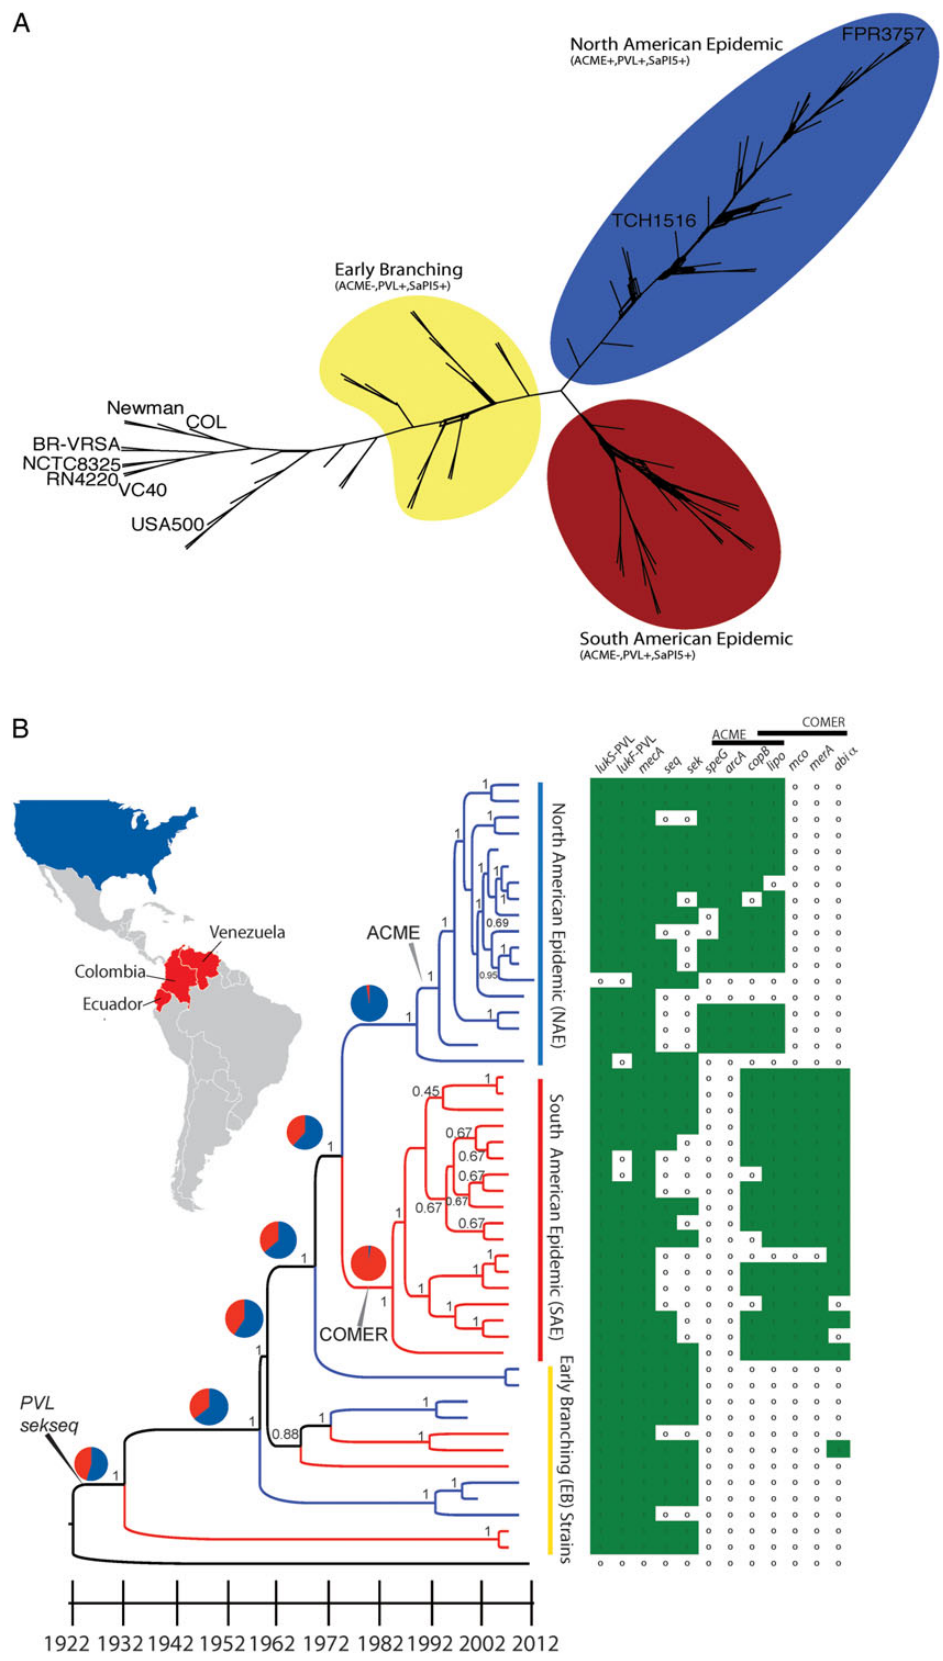 A
North American Epidemic
(ACME+,PVL+,SaPI5+)
FPR3757
TCH1516
Early Branching
(ACME-,PVL+,SaPI5+)
Newman
COL
BR-VRSA
NCTC8325
RN4220
VC40
USA500
South American Epidemic
(ACME-,PVL+,SaPI5+)
B
COMER
ACME
lukS-PVL
lukF-PVL
mecA
seq
sek
speG
arcA
copB
lipo
mco
merA
abi α
Venezuela
Colombia
Ecuador
ACME
1
1
1
1
1
1
1
1
0.69
1
1
0.95
1
1
North American Epidemic (NAE)
1
0.45
0.67
0.67
0.67
0.67
0.67
0.67
1
1
1
1
1
1
1
1
COMER
South American Epidemic (SAE)
1
1
0.88
1
1
1
1
1
1
PVL
sekseq
1
Early Branching (EB) Strains
1922 1932 1942 1952 1962 1972 1982 1992 2002 2012